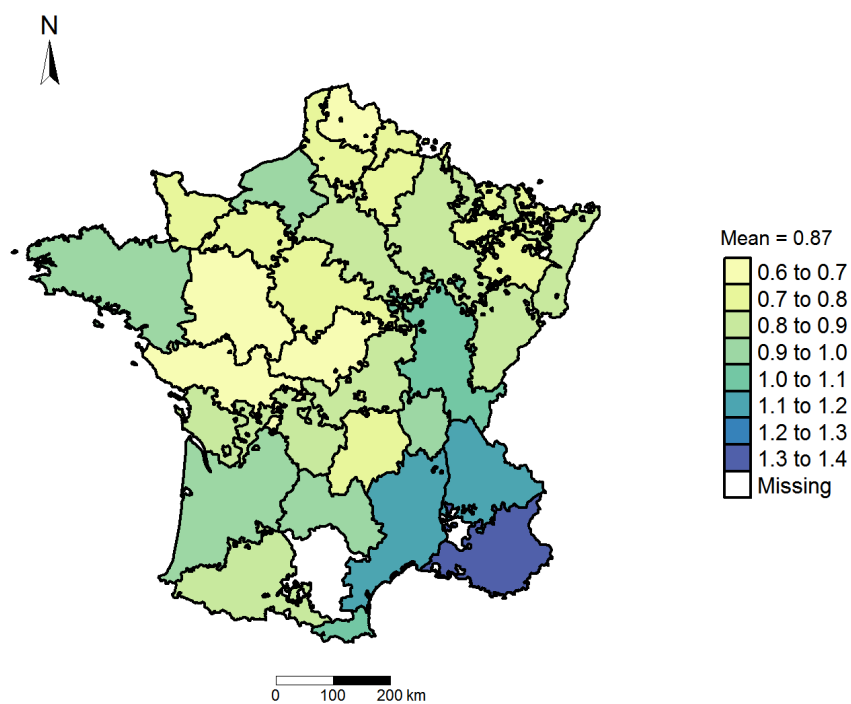 N
Mean = 0.87
0.6 to 0.7
0.7 to 0.8
0.8 to 0.9
0.9 to 1.0
1.0 to 1.1
1.1 to 1.2
1.2 to 1.3
1.3 to 1.4
Missing
0 100 200 km